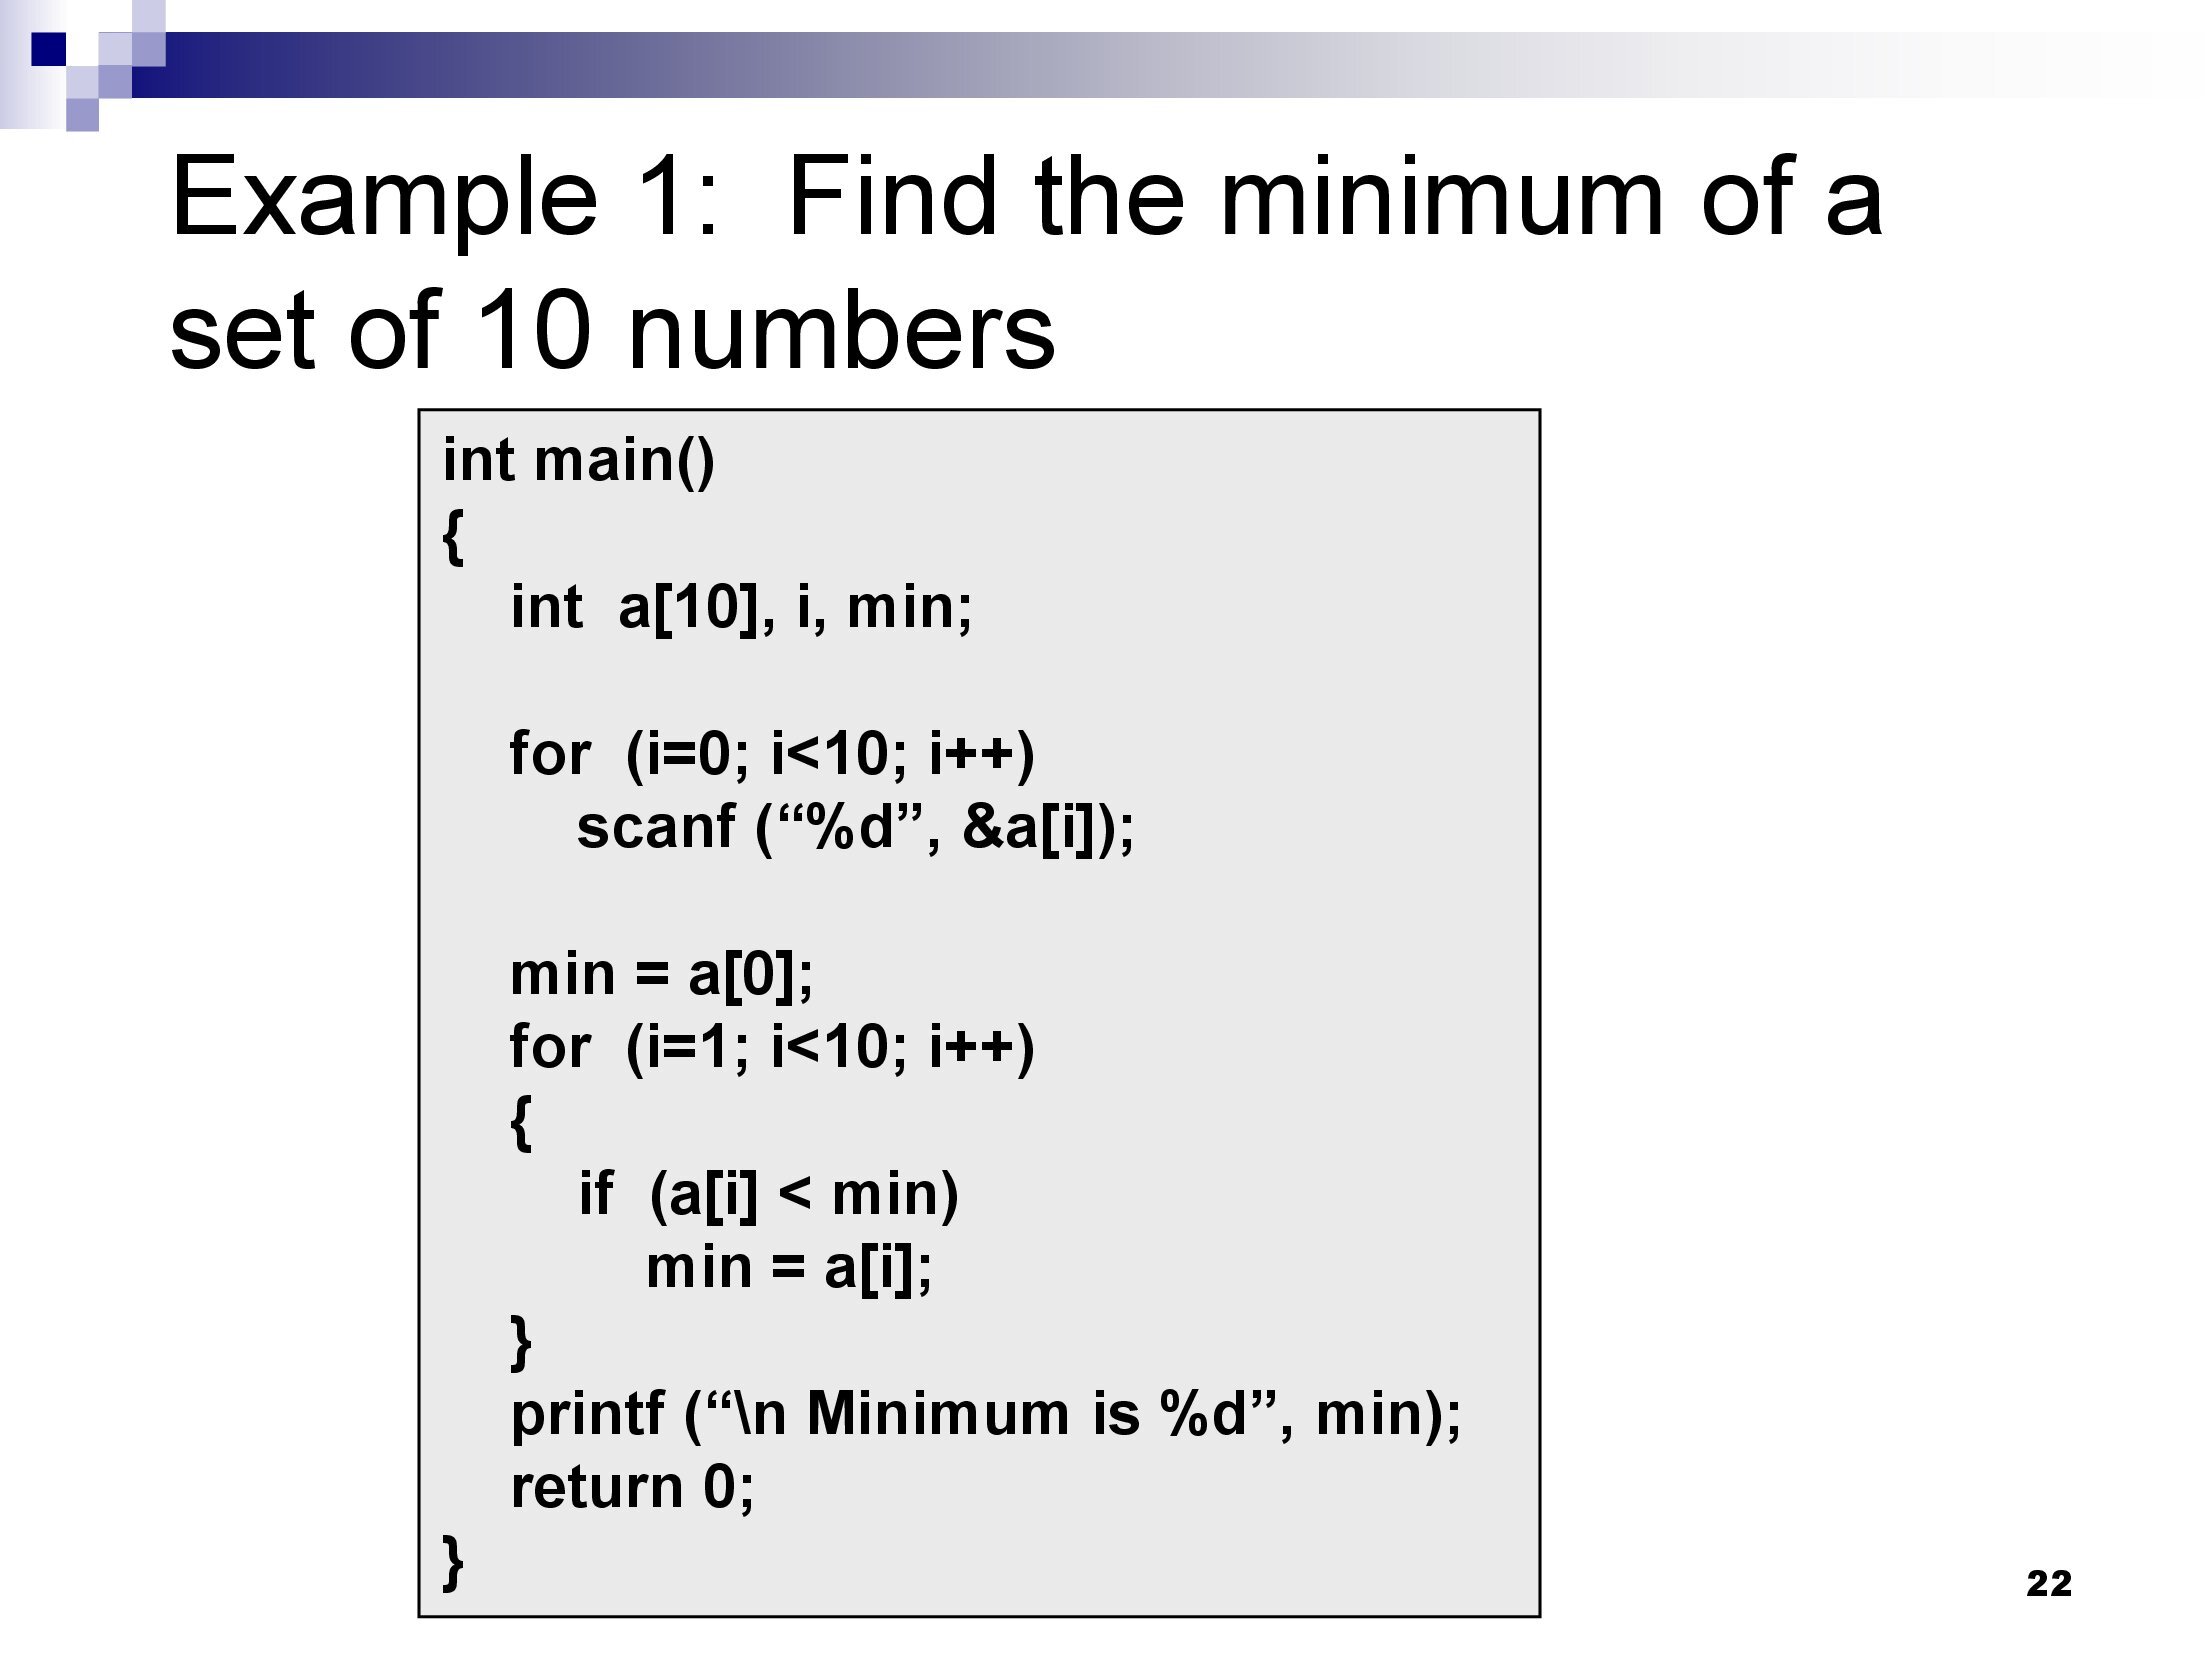 Example 1:  Find the minimum of a
set of 10 numbers
int main()
{
    int  a[10], i, min;

    for  (i=0; i<10; i++)
        scanf (“%d”, &a[i]);

    min = a[0];
    for  (i=1; i<10; i++)
    {
        if  (a[i] < min)
            min = a[i];
    }
    printf (“\n Minimum is %d”, min);
    return 0;
}
22